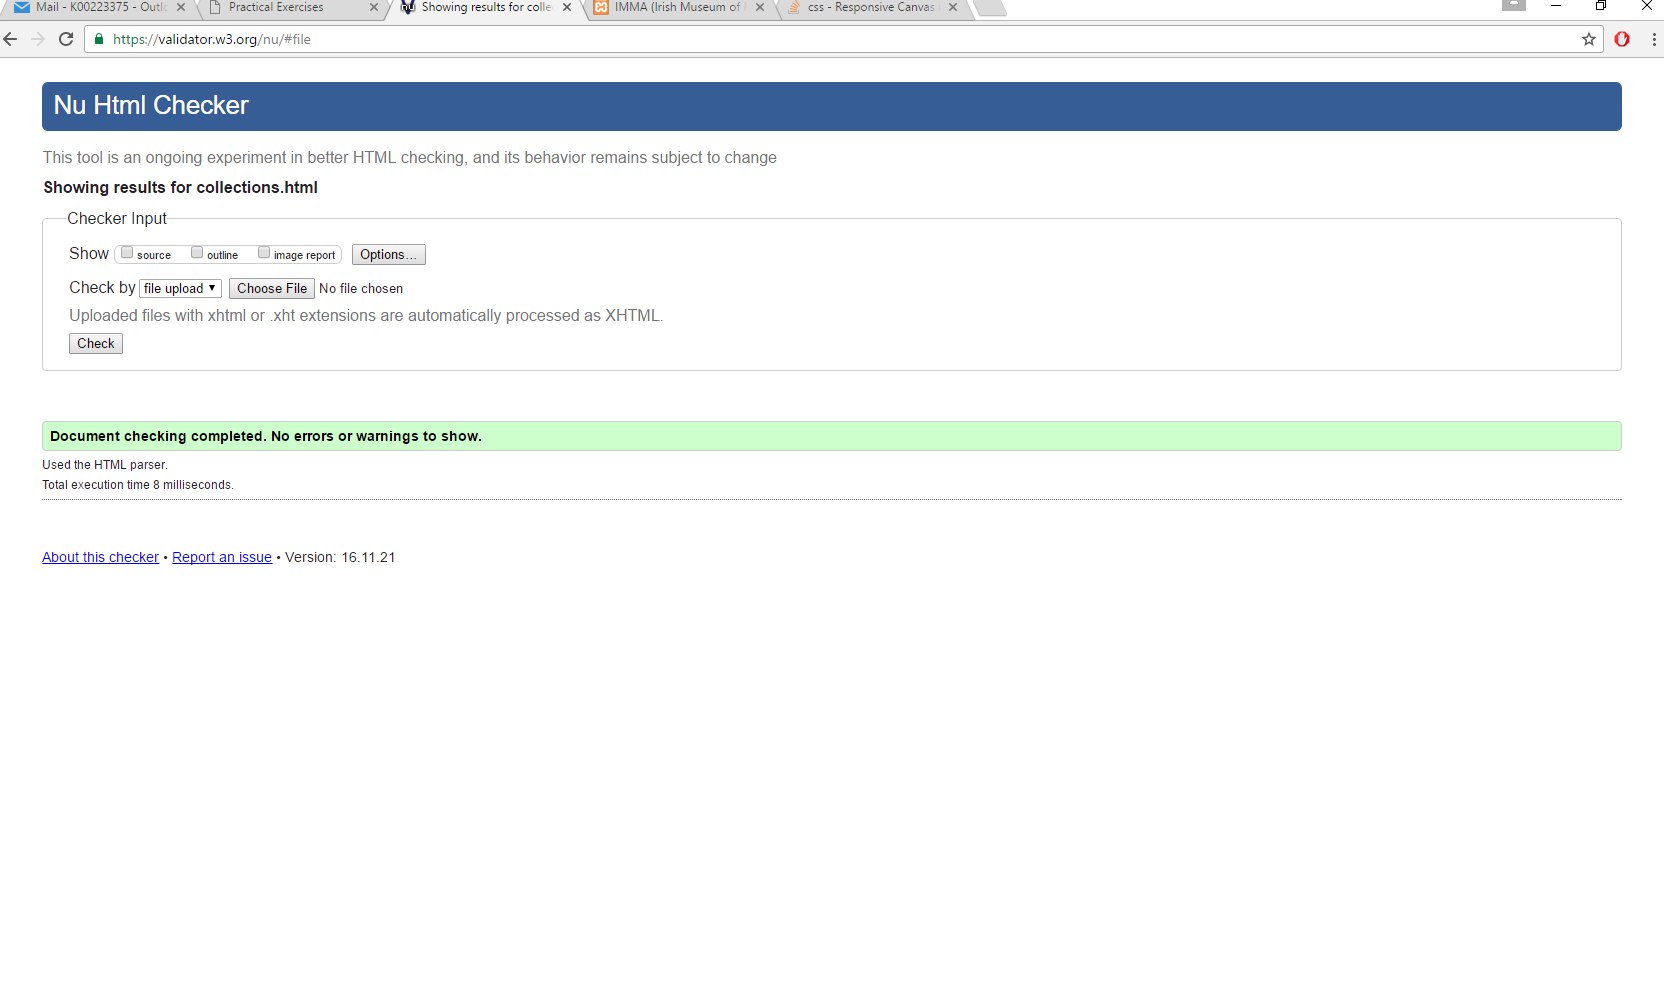 Mail - K00223375 - Outlo
Practical Exercises
nu Showing results for colle
IMMA (Irish Museum of
css - Responsive Canvas
https://validator.w3.org/nu/#file
Nu Html Checker
This tool is an ongoing experiment in better HTML checking, and its behavior remains subject to change
Showing results for collections.html
Checker Input
Show source outline image report Options...
Check by file upload Choose File No file chosen
Uploaded files with xhtml or .xht extensions are automatically processed as XHTML.
Check
Document checking completed. No errors or warnings to show.
Used the HTML parser.
Total execution time 8 milliseconds.
About this checker • Report an issue • Version: 16.11.21